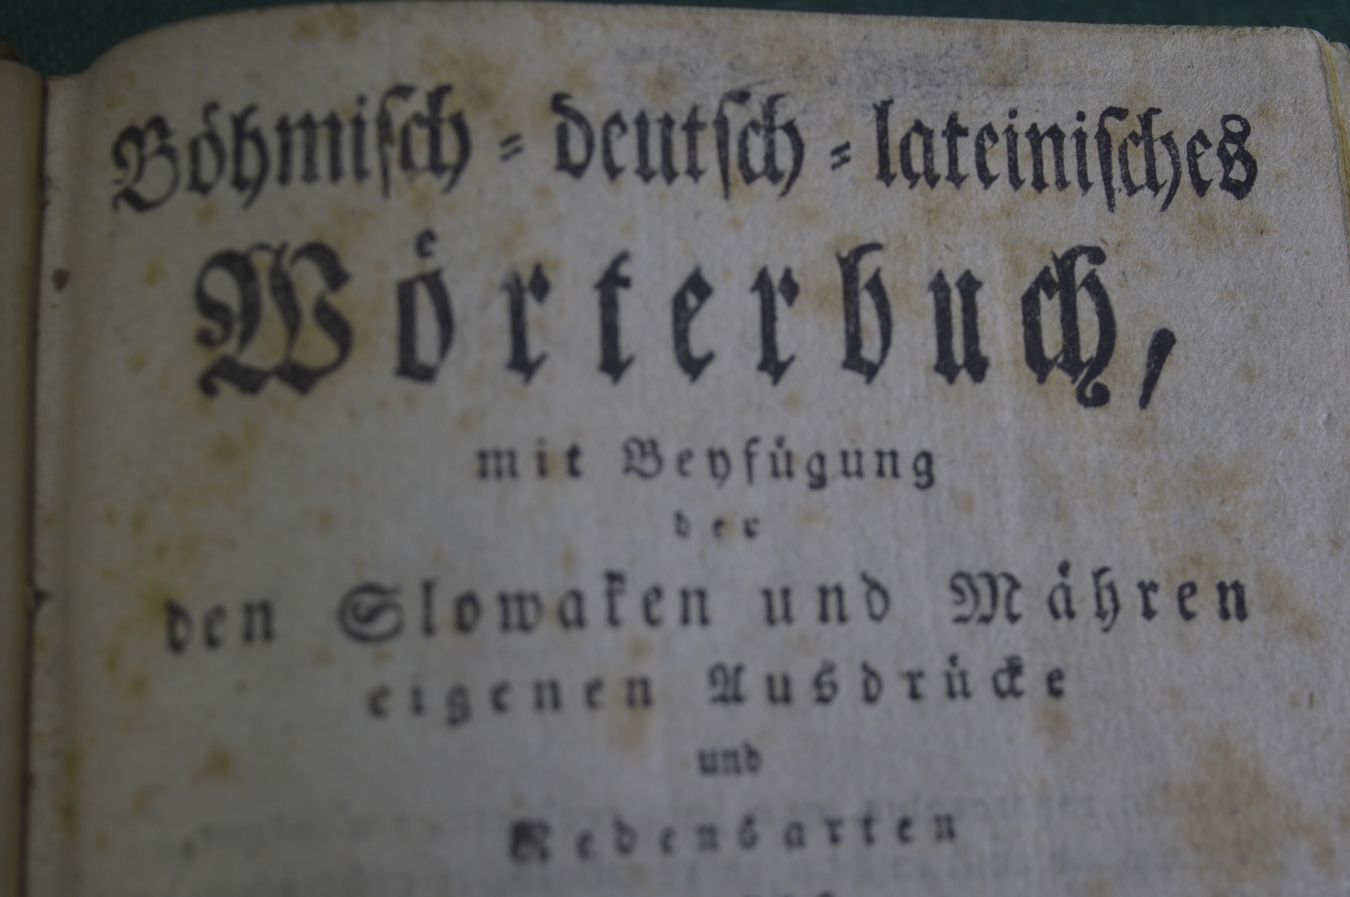 Böhmisch-deutsch-lateinisches
Wörterbuch,
mit Beyfügung
der
den Slowaken und Mähren
eigenen Ausdrücke
und
Redensarten